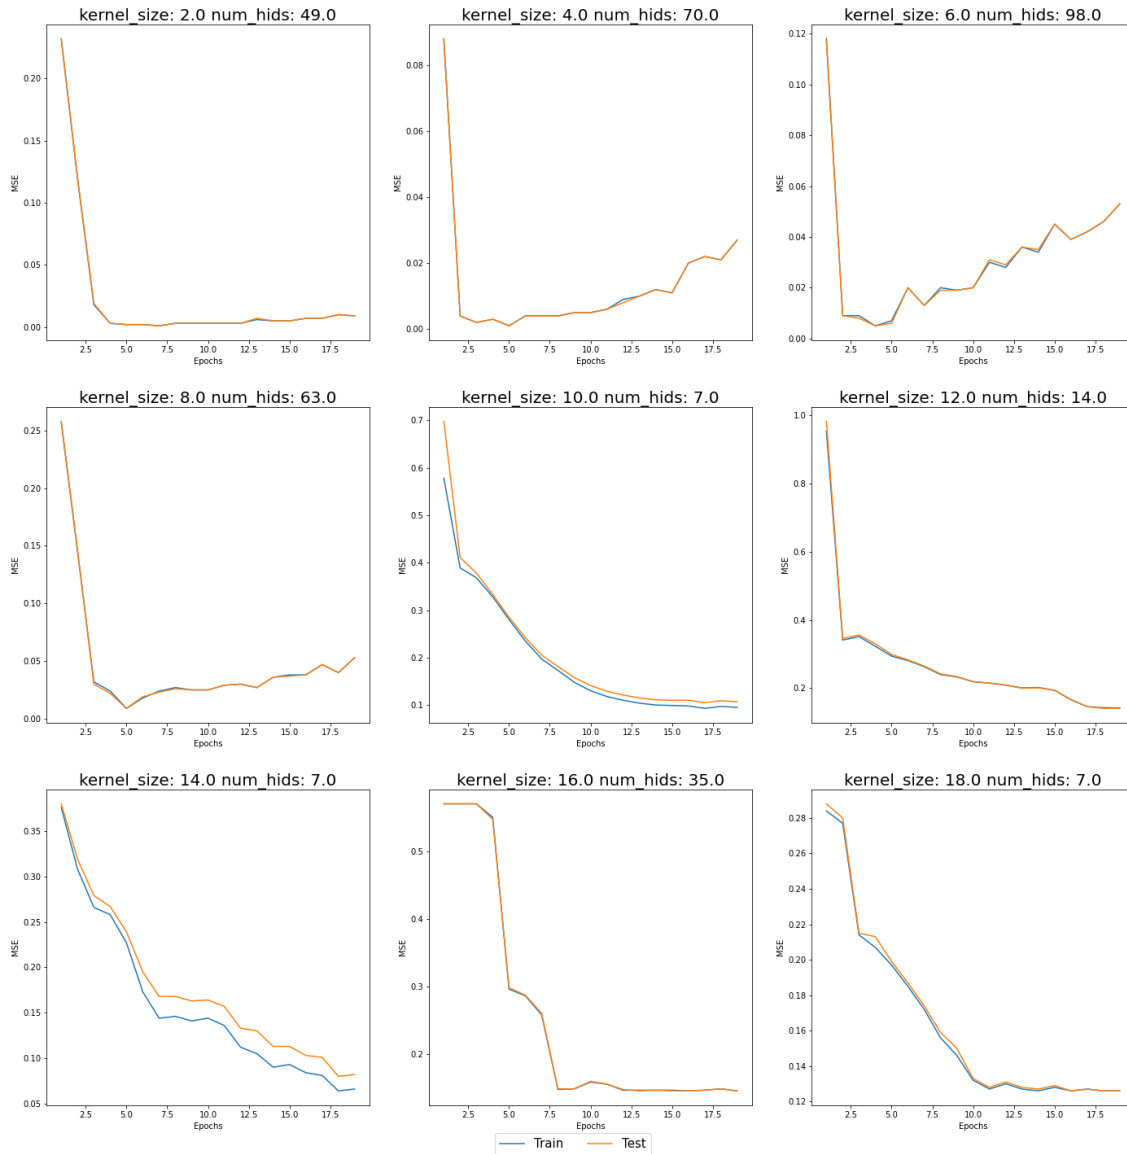 kernel_size: 2.0 num_hids: 49.0
0.20
0.15
0.10
0.05
0.00
MSE
2.5 5.0 7.5 10.0 12.5 15.0 17.5
Epochs
kernel_size: 4.0 num_hids: 70.0
0.08
0.06
0.04
0.02
0.00
MSE
2.5 5.0 7.5 10.0 12.5 15.0 17.5
Epochs
kernel_size: 6.0 num_hids: 98.0
0.12
0.10
0.08
0.06
0.04
0.02
0.00
MSE
2.5 5.0 7.5 10.0 12.5 15.0 17.5
Epochs
kernel_size: 8.0 num_hids: 63.0
0.25
0.20
0.15
0.10
0.05
0.00
MSE
2.5 5.0 7.5 10.0 12.5 15.0 17.5
Epochs
kernel_size: 10.0 num_hids: 7.0
0.7
0.6
0.5
0.4
0.3
0.2
0.1
MSE
2.5 5.0 7.5 10.0 12.5 15.0 17.5
Epochs
kernel_size: 12.0 num_hids: 14.0
1.0
0.8
0.6
0.4
0.2
MSE
2.5 5.0 7.5 10.0 12.5 15.0 17.5
Epochs
kernel_size: 14.0 num_hids: 7.0
0.35
0.30
0.25
0.20
0.15
0.10
0.05
MSE
2.5 5.0 7.5 10.0 12.5 15.0 17.5
Epochs
kernel_size: 16.0 num_hids: 35.0
0.5
0.4
0.3
0.2
MSE
2.5 5.0 7.5 10.0 12.5 15.0 17.5
Epochs
kernel_size: 18.0 num_hids: 7.0
0.28
0.26
0.24
0.22
0.20
0.18
0.16
0.14
0.12
MSE
2.5 5.0 7.5 10.0 12.5 15.0 17.5
Epochs
Train Test